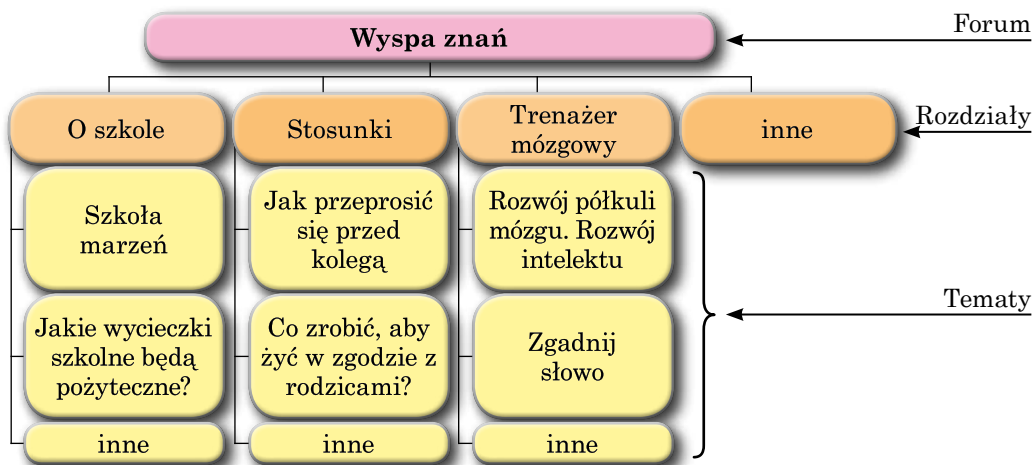 Wyspa znań
Forum
O szkole
Stosunki
Trenażer
mózgowy
inne
Rozdziały
Szkoła
marzeń
Jak przeprosić
się przed
kolegą
Rozwój półkuli
mózgu. Rozwój
intelektu
Jakie wycieczki
szkolne będą
pożyteczne?
Co zrobić, aby
żyć w zgodzie z
rodzicami?
Zgadnij
słowo
Tematy
inne
inne
inne